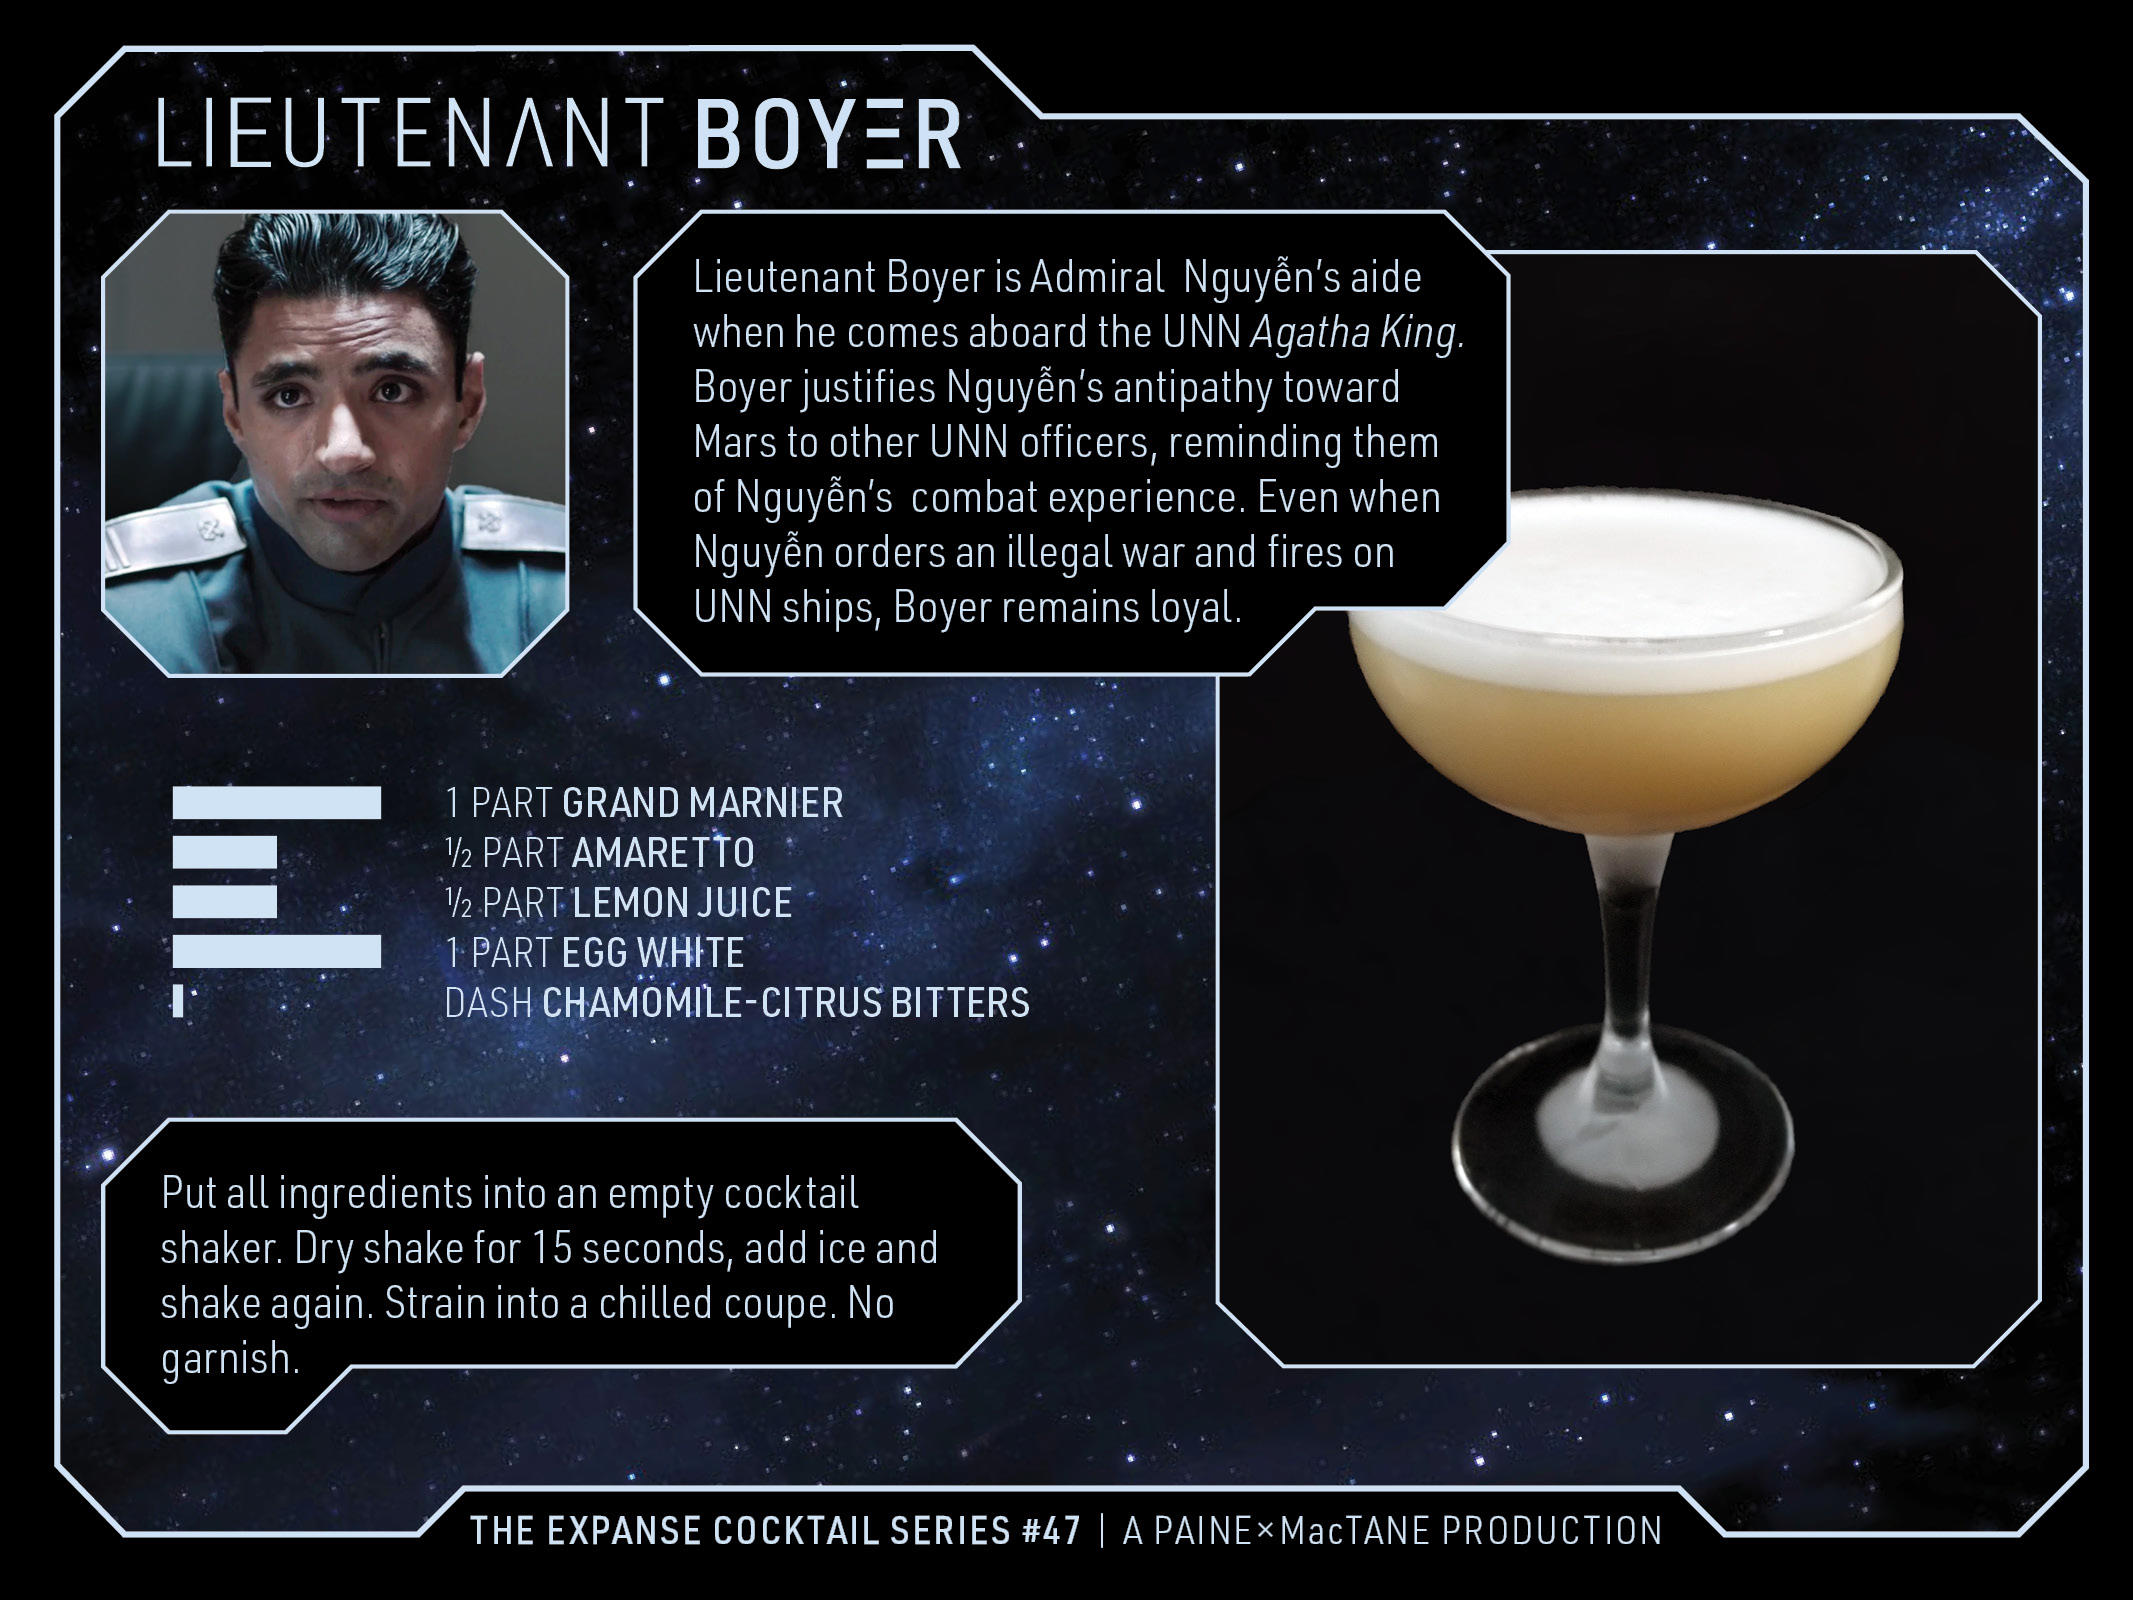 LIEUTENANT BOYER
Lieutenant Boyer is Admiral  Nguyễn’s aide
when he comes aboard the UNN Agatha King.
Boyer justifies Nguyễn’s antipathy toward
Mars to other UNN officers, reminding them
of Nguyễn’s  combat experience. Even when
Nguyễn orders an illegal war and fires on
UNN ships, Boyer remains loyal.
1 PART GRAND MARNIER
½ PART AMARETTO
½ PART LEMON JUICE
1 PART EGG WHITE
DASH CHAMOMILE-CITRUS BITTERS
Put all ingredients into an empty cocktail
shaker. Dry shake for 15 seconds, add ice and
shake again. Strain into a chilled coupe. No
garnish.
THE EXPANSE COCKTAIL SERIES #47 | A PAINE×MacTANE PRODUCTION